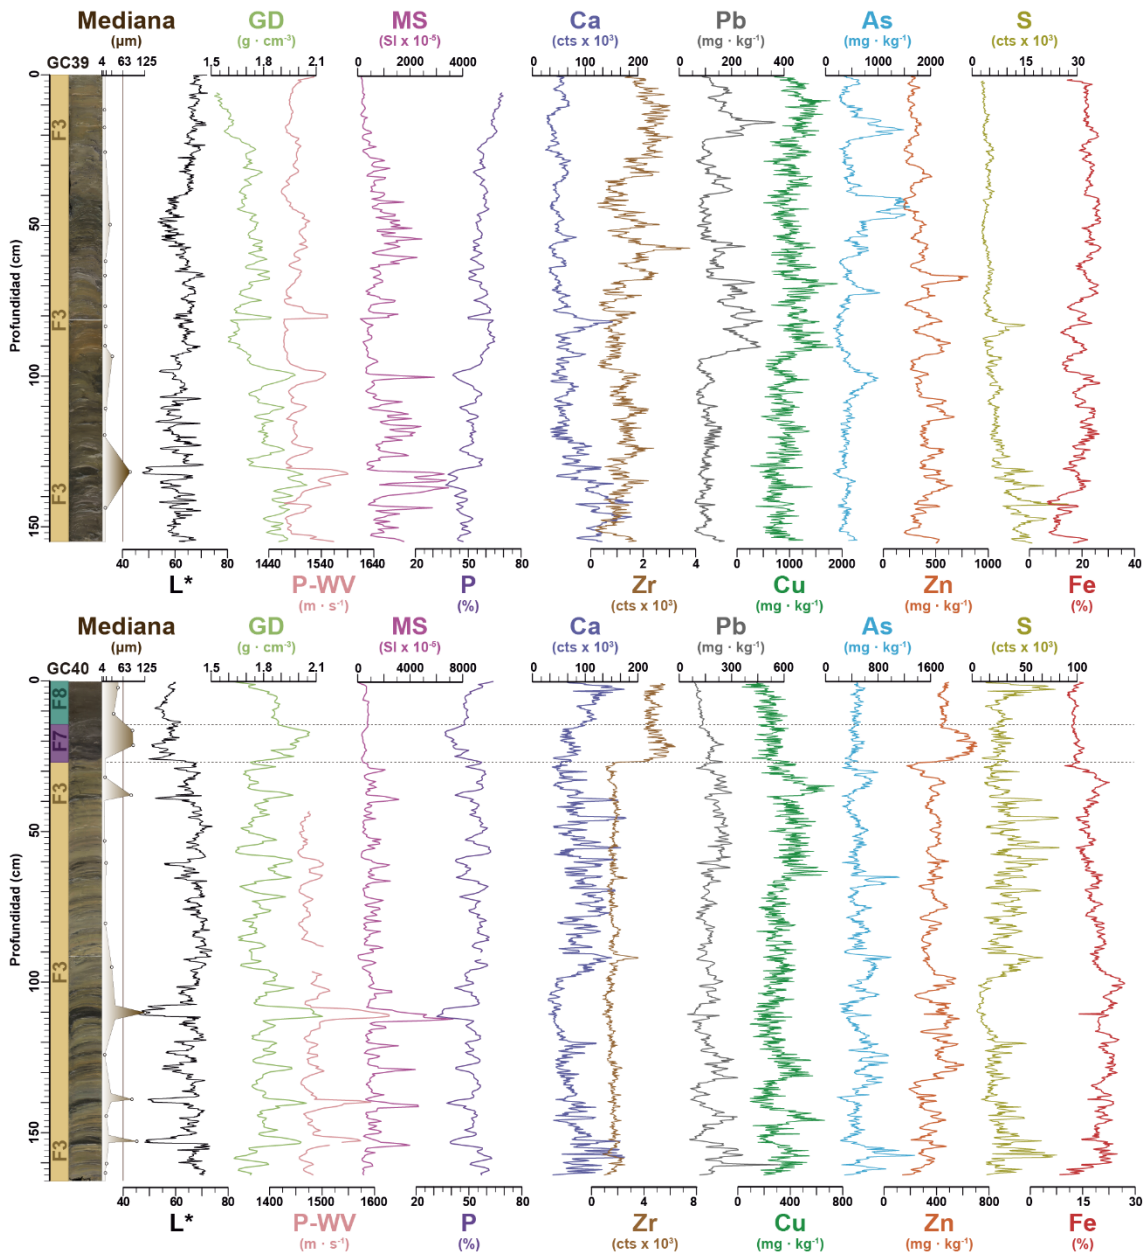 Mediana GD MS Ca Pb As S
(µm) (g · cm⁻³) (SI x 10⁻⁵) (cts x 10³) (mg · kg⁻¹) (mg · kg⁻¹) (cts x 10³)
GC39 4 63 125 1.5 1.8 2.1 0 2000 4000 0 100 200 0 200 400 0 1000 2000 0 15 30
0
F3
50
F3
100
F3
150
Profundidad (cm)
40 60 80 1440 1540 1640 20 50 80 0 2 4 0 1000 2000 0 500 1000 0 20 40
L* P-WV P Zr Cu Zn Fe
(m · s⁻¹) (%) (cts x 10³) (mg · kg⁻¹) (mg · kg⁻¹) (%)
Mediana GD MS Ca Pb As S
(µm) (g · cm⁻³) (SI x 10⁻⁵) (cts x 10³) (mg · kg⁻¹) (mg · kg⁻¹) (cts x 10³)
GC40 4 63 125 1.5 1.8 2.1 0 4000 8000 0 100 200 0 300 600 0 800 1600 0 50 100
0
F8
F7
F3
50
F3
100
150
F3
Profundidad (cm)
40 60 80 1400 1500 1600 20 50 80 0 4 8 0 400 800 0 400 800 0 15 30
L* P-WV P Zr Cu Zn Fe
(m · s⁻¹) (%) (cts x 10³) (mg · kg⁻¹) (mg · kg⁻¹) (%)